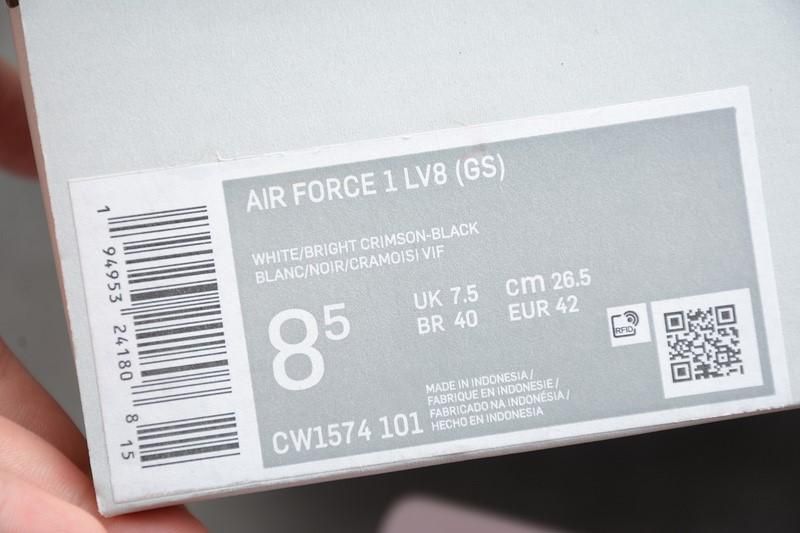 1 94953 24180 8 15
AIR FORCE 1 LV8 (GS)
WHITE/BRIGHT CRIMSON-BLACK
BLANC/NOIR/CRAMOISI VIF
8⁵
UK 7.5 cm 26.5
BR 40 EUR 42
RFID
MADE IN INDONESIA /
FABRIQUE EN INDONESIE /
FABRICADO NA INDONÉSIA /
HECHO EN INDONESIA
CW1574 101